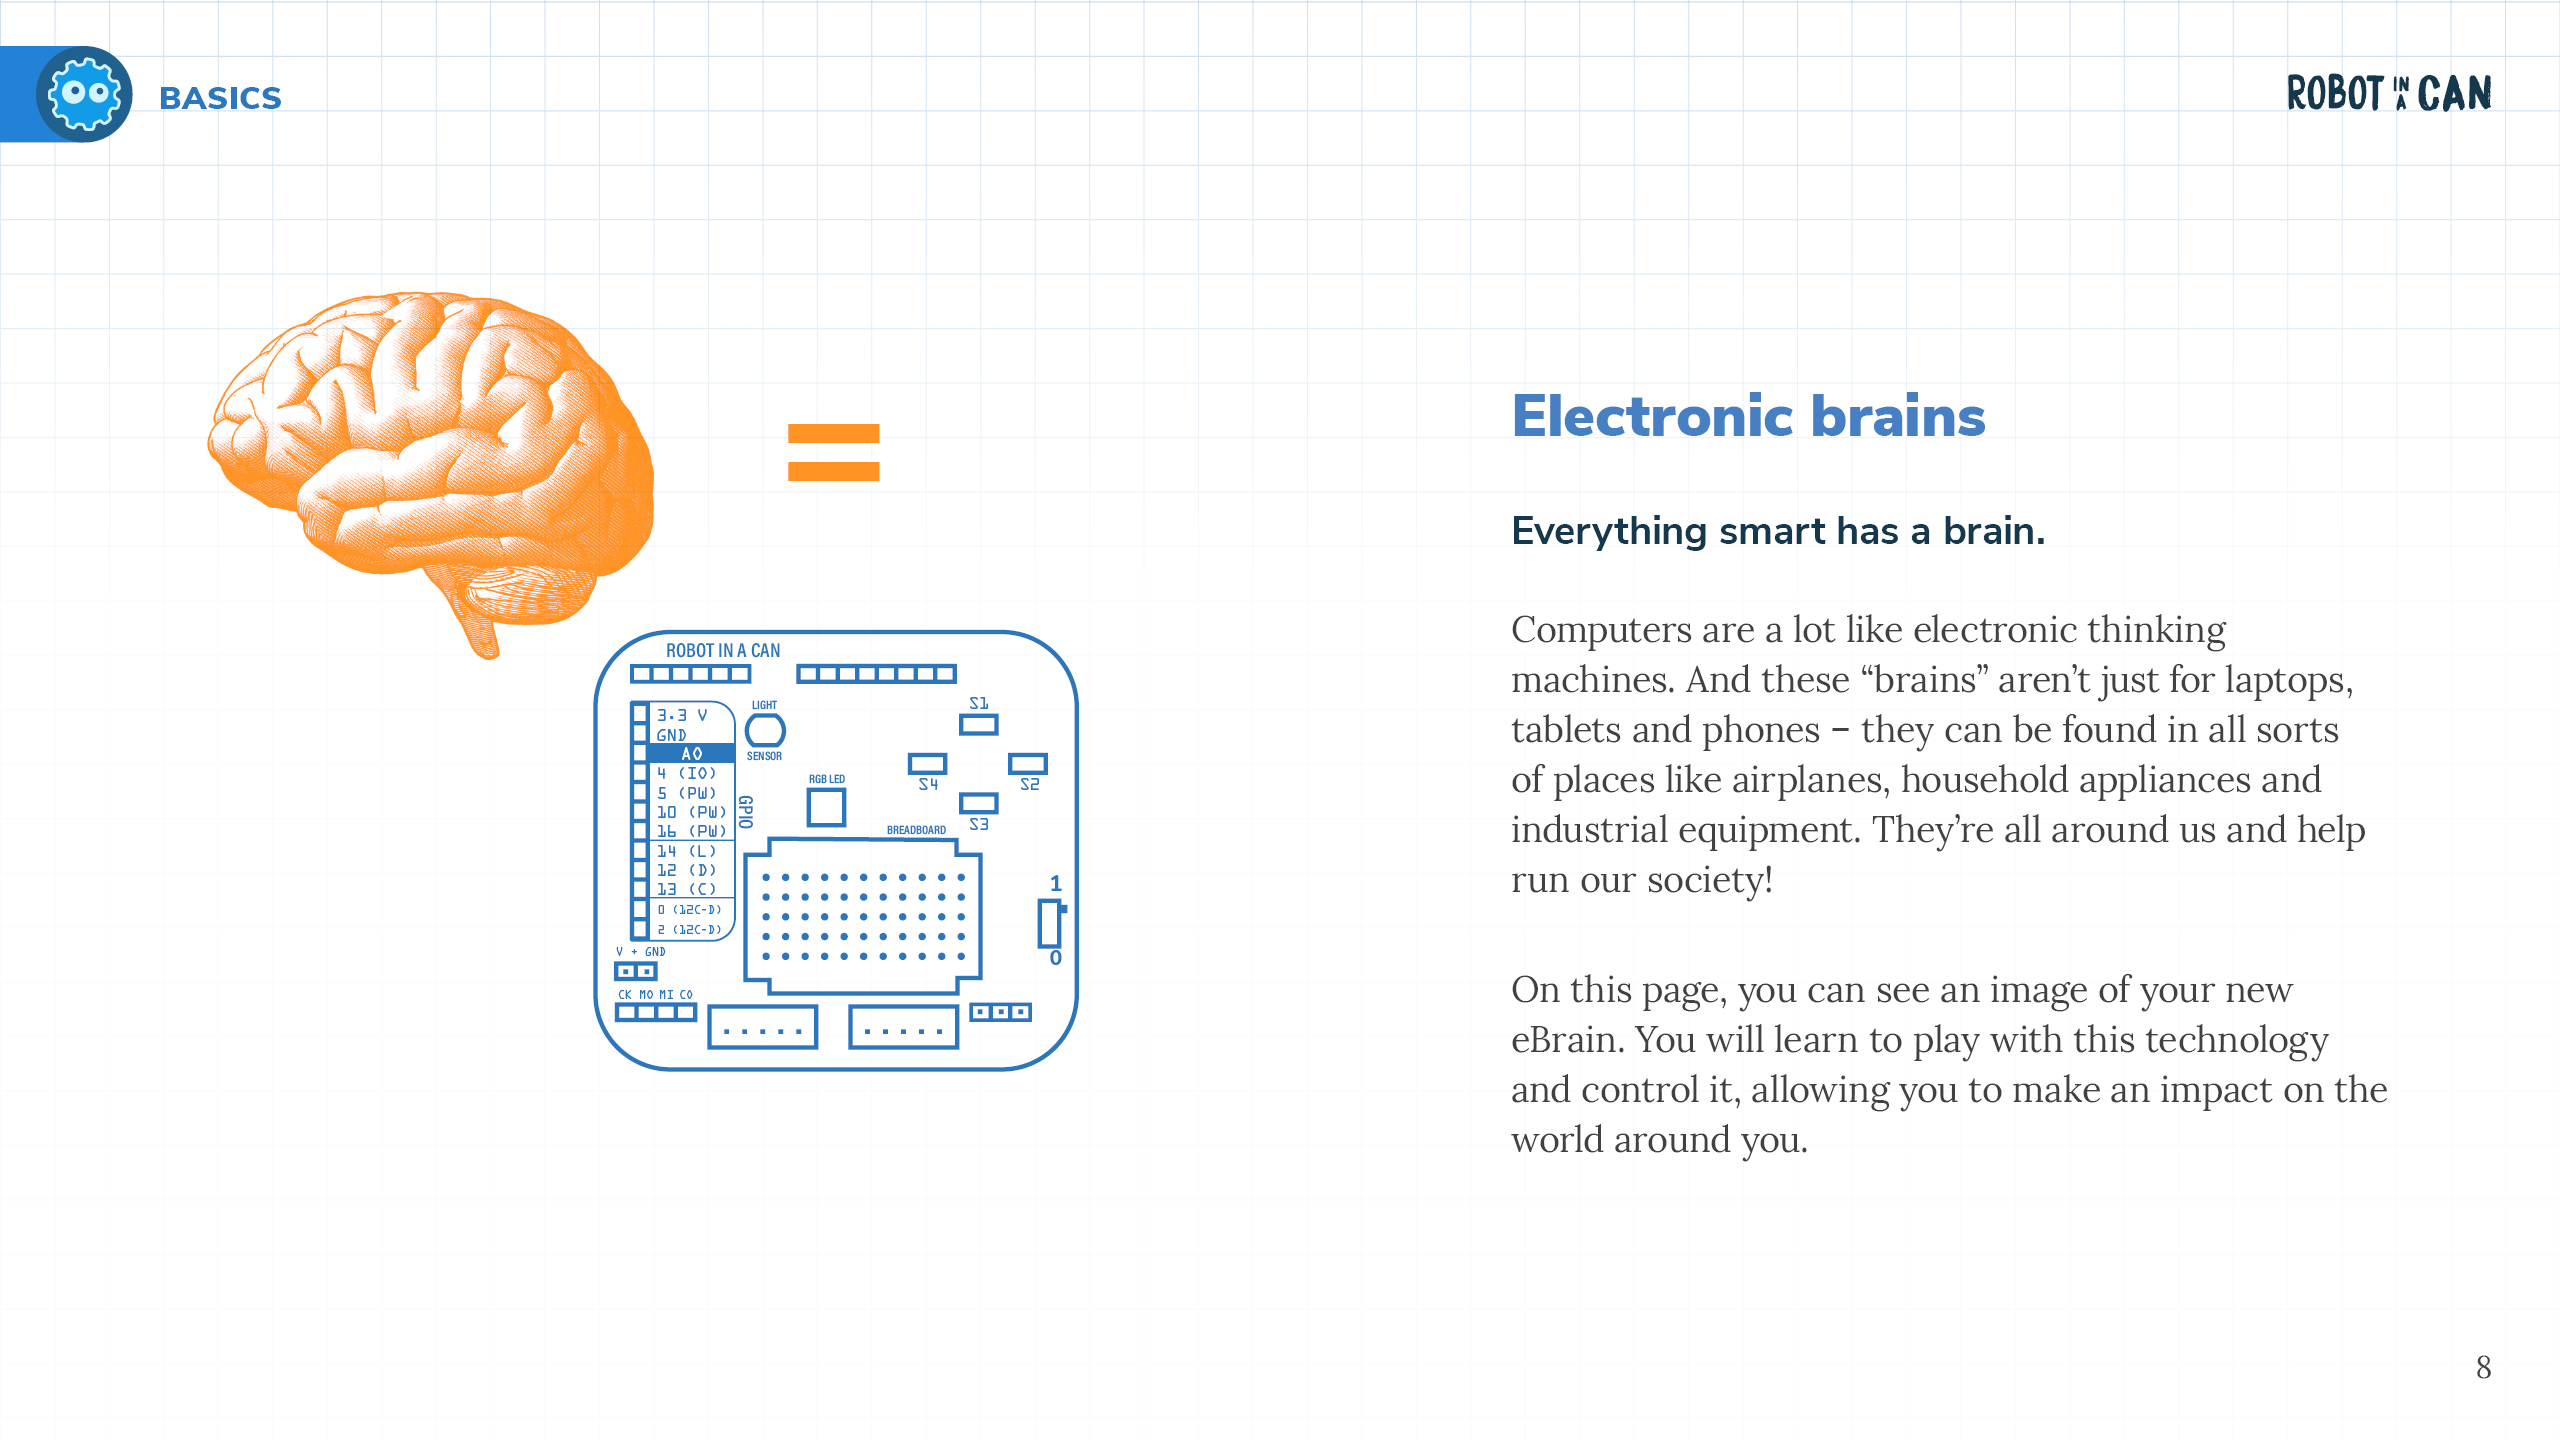 BASICS
ROBOT IN A CAN
Electronic brains
Everything smart has a brain.
Computers are a lot like electronic thinking
machines. And these “brains” aren’t just for laptops,
tablets and phones – they can be found in all sorts
of places like airplanes, household appliances and
industrial equipment. They’re all around us and help
run our society!
On this page, you can see an image of your new
eBrain. You will learn to play with this technology
and control it, allowing you to make an impact on the
world around you.
ROBOT IN A CAN
3.3 V
GND
A0
4 (IO)
5 (PW)
10 (PW)
16 (PW)
14 (L)
12 (D)
13 (C)
0 (12C-D)
2 (12C-D)
GPIO
LIGHT
SENSOR
RGB LED
S1
S4
S2
S3
BREADBOARD
1
0
V + GND
CK MO MI CO
8